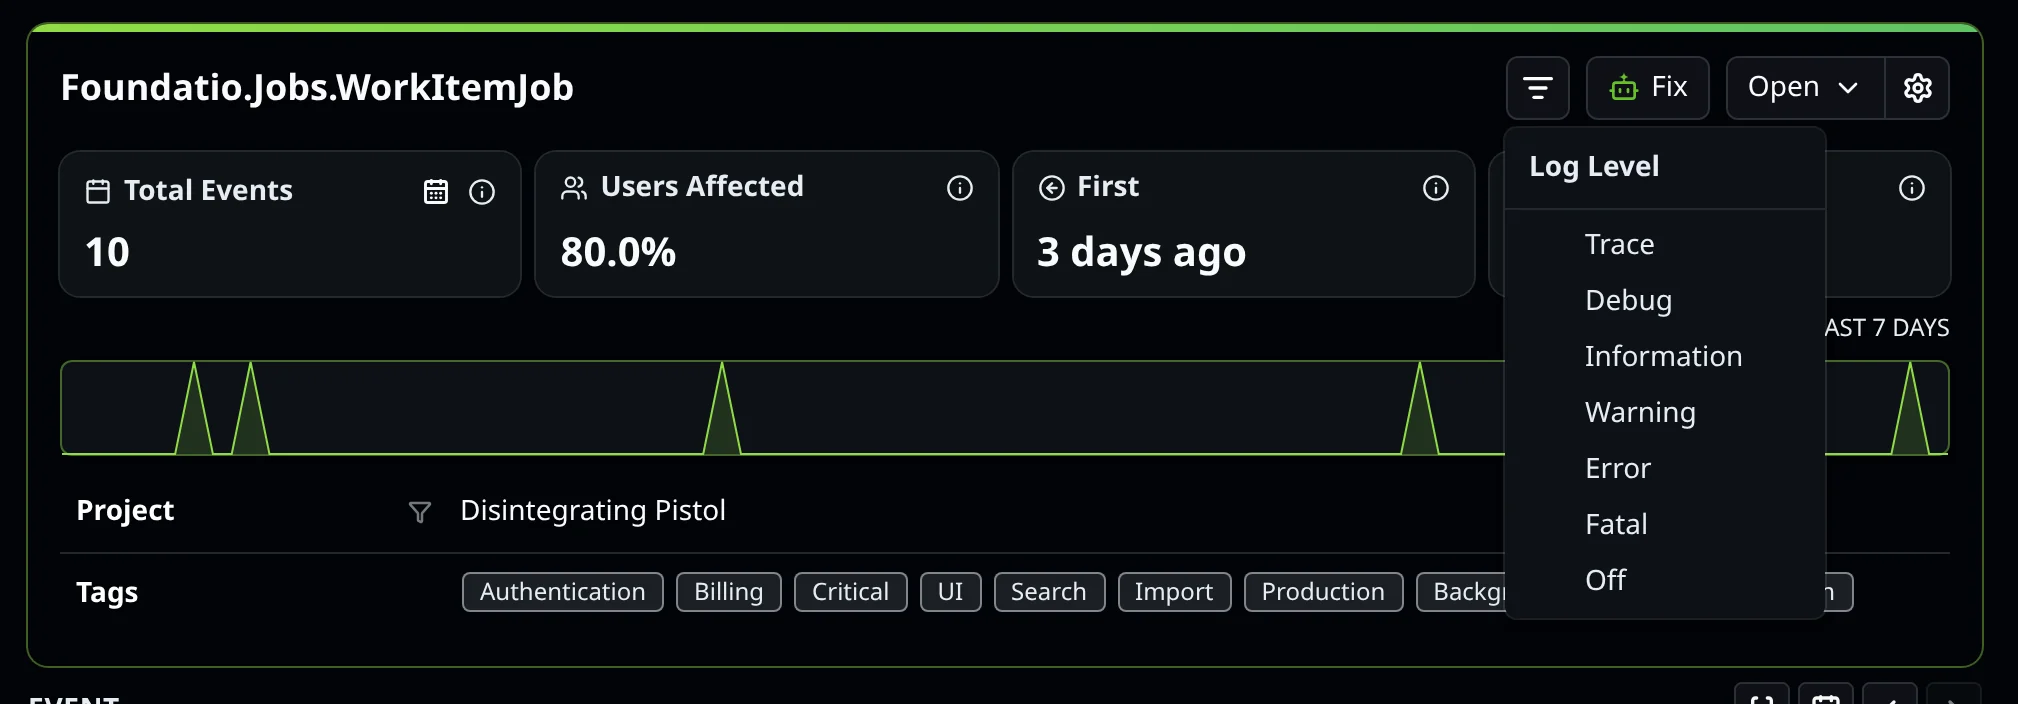 Foundatio.Jobs.WorkItemJob
Fix
Open
Log Level
Trace
Debug
Information
Warning
Error
Fatal
Off
Total Events
10
Users Affected
80.0%
First
3 days ago
AST 7 DAYS
Project
Disintegrating Pistol
Tags
Authentication
Billing
Critical
UI
Search
Import
Production
Backgr
n
EVENT